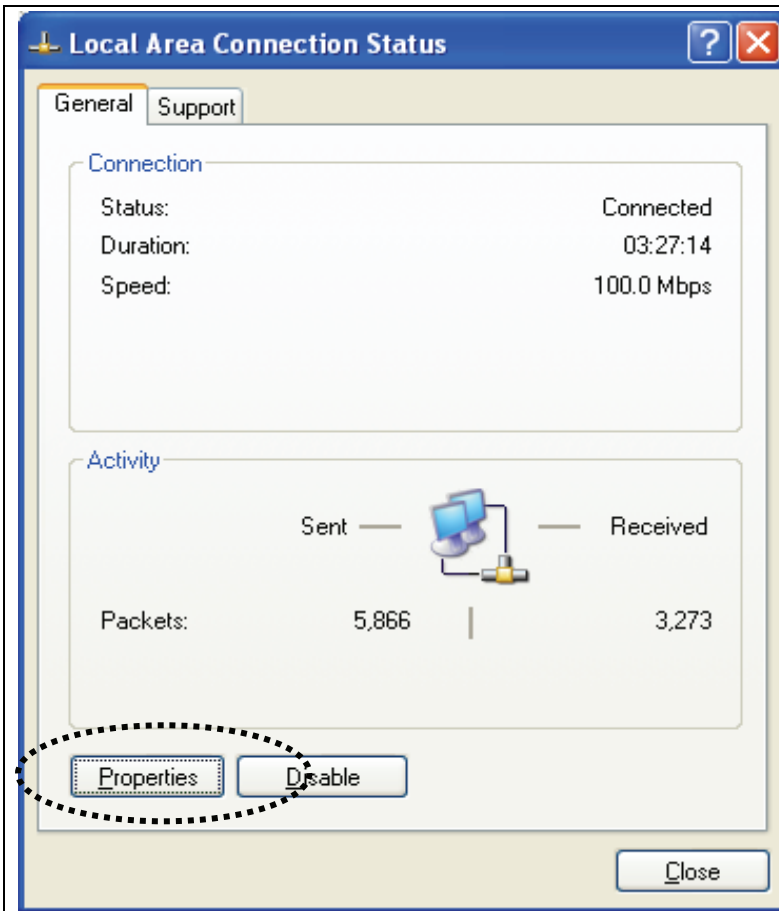 Local Area Connection Status ?
General Support
Connection
Status: Connected
Duration: 03:27:14
Speed: 100.0 Mbps
Activity
Sent Received
Packets: 5,866 3,273
Properties Disable
Close